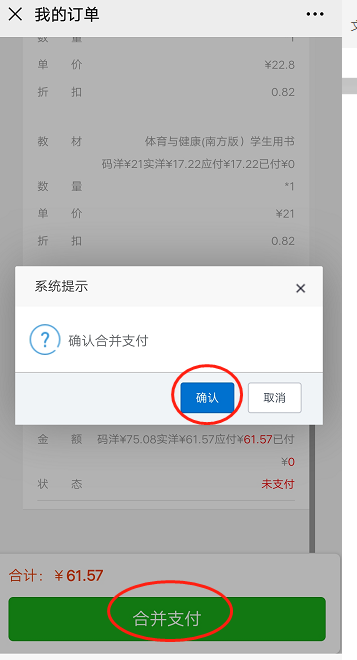 我的订单
数 量 1
单 价 ¥22.8
折 扣 0.82
教 材 体育与健康(南方版）学生用书
码洋¥21实洋¥17.22应付¥17.22已付¥0
数 量 *1
单 价 ¥21
折 扣 0.82
系统提示
确认合并支付
确认 取消
金 额 码洋¥75.08实洋¥61.57应付¥61.57已付
¥0
状 态 未支付
合计：￥61.57
合并支付